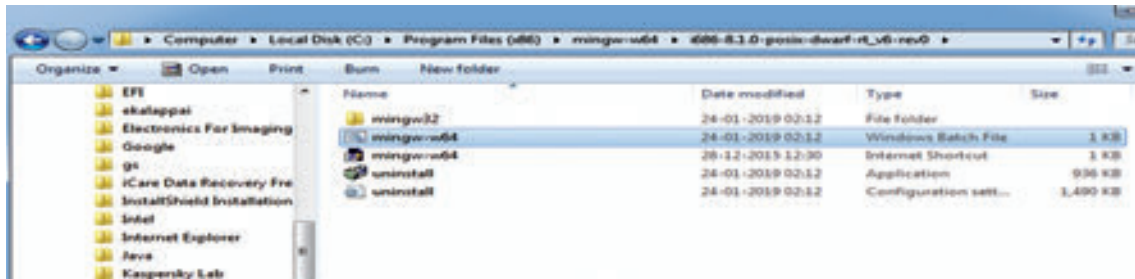 Computer ▸ Local Disk (C:) ▸ Program Files (x86) ▸ mingw-w64 ▸ i686-8.1.0-posix-dwarf-rt_v6-rev0 ▸
Organize Open Print Burn New folder
EFI
ekalappai
Electronics For Imaging
Google
gs
iCare Data Recovery Fre
InstallShield Installation
Intel
Internet Explorer
Java
Kaspersky Lab
Name Date modified Type Size
mingw32 24-01-2019 02:12 File folder
mingw-w64 24-01-2019 02:12 Windows Batch File 1 KB
mingw-w64 28-12-2015 12:30 Internet Shortcut 1 KB
uninstall 24-01-2019 02:12 Application 936 KB
uninstall 24-01-2019 02:12 Configuration sett... 1,490 KB